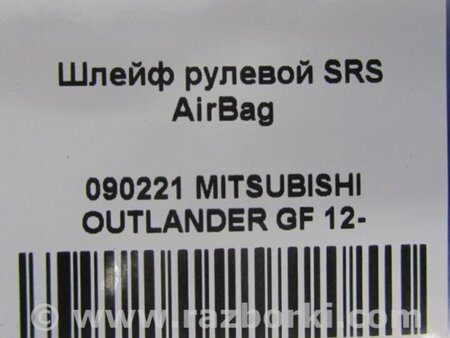 Шлейф рулевой SRS
AirBag
090221 MITSUBISHI
OUTLANDER GF 12-
© www.razborki.com